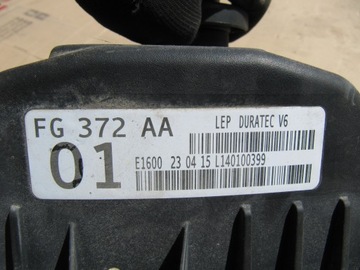 LEP DURATEC V6
FG 372 AA
01
E1600 23 04 15 L140100399